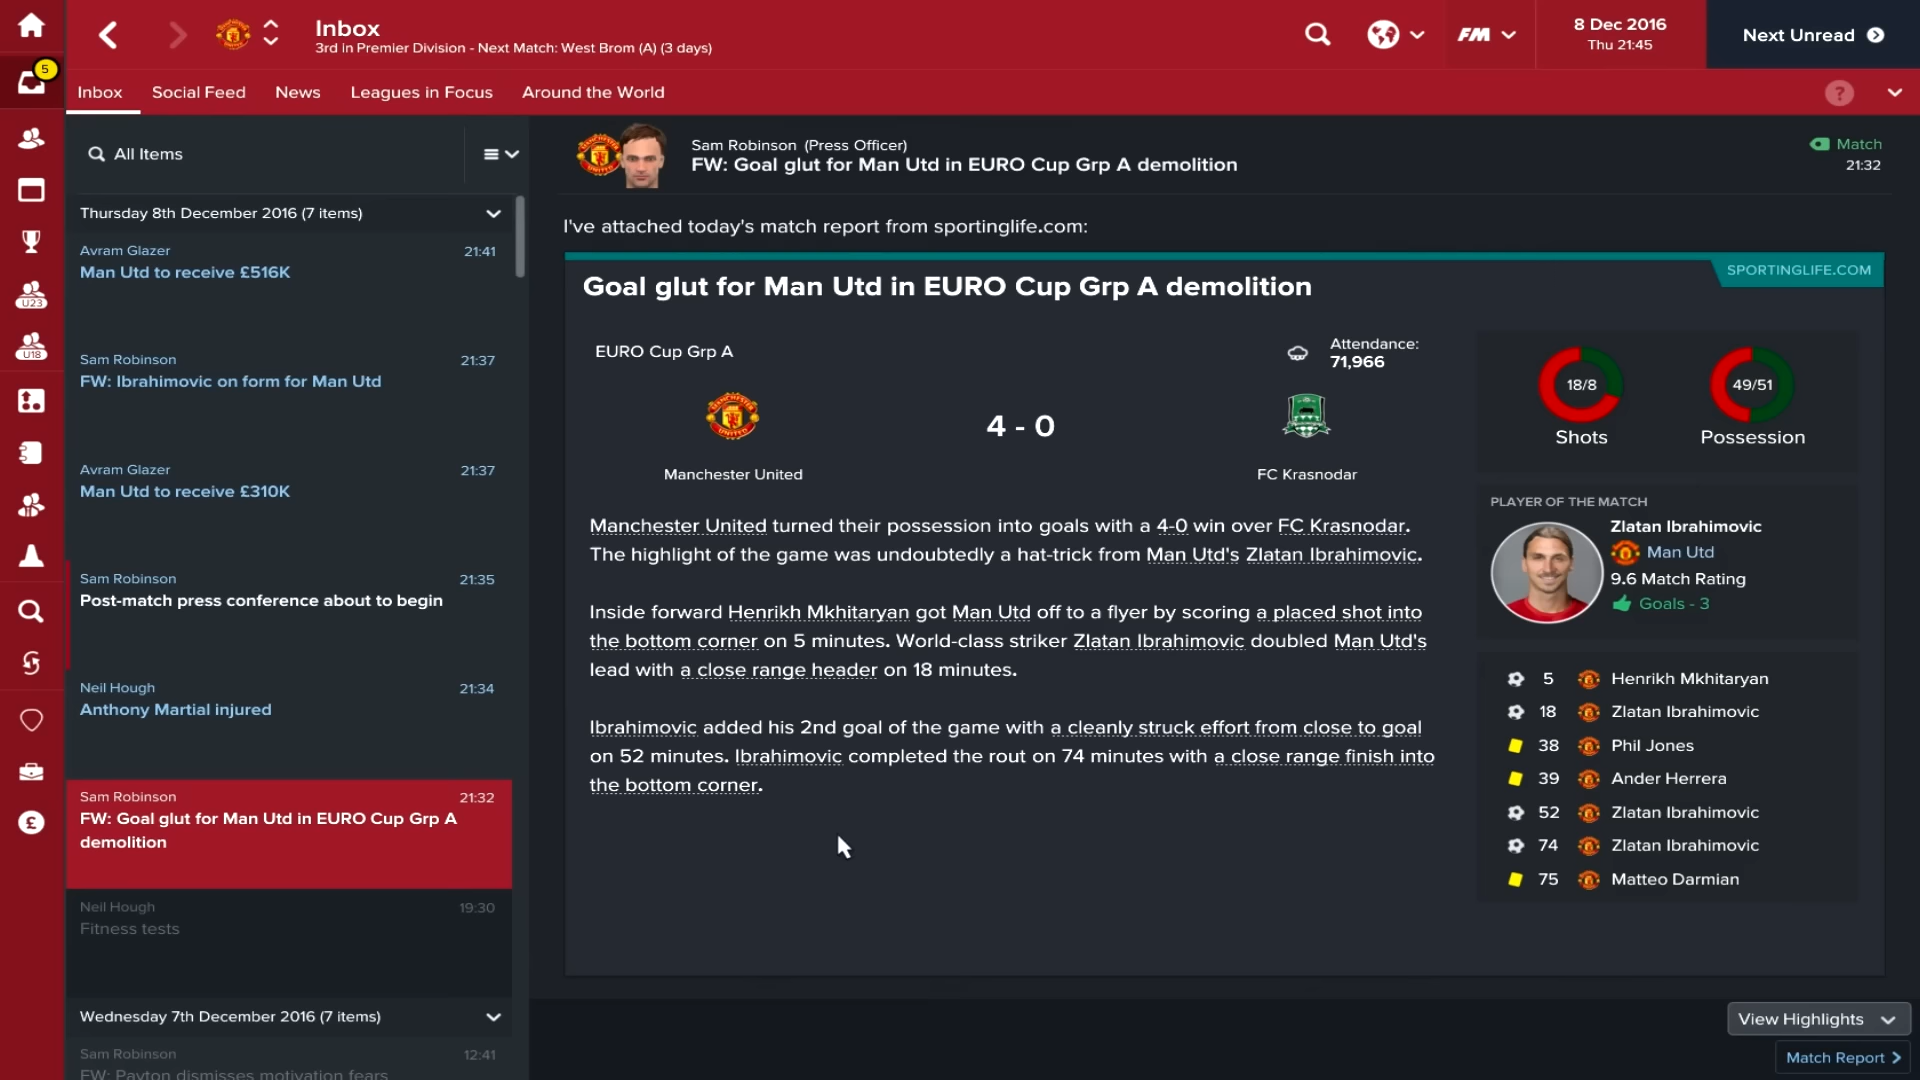 Inbox
3rd in Premier Division - Next Match: West Brom (A) (3 days)
FM
8 Dec 2016
Thu 21:45
Next Unread
5
Inbox
Social Feed
News
Leagues in Focus
Around the World
?
U23
U18
£
All Items
Thursday 8th December 2016 (7 items)
Avram Glazer 21:41
Man Utd to receive £516K
Sam Robinson 21:37
FW: Ibrahimovic on form for Man Utd
Avram Glazer 21:37
Man Utd to receive £310K
Sam Robinson 21:35
Post-match press conference about to begin
Neil Hough 21:34
Anthony Martial injured
Sam Robinson 21:32
FW: Goal glut for Man Utd in EURO Cup Grp A
demolition
Neil Hough 19:30
Fitness tests
Wednesday 7th December 2016 (7 items)
Sam Robinson 12:41
FW: Payton dismisses motivation fears
Sam Robinson (Press Officer)
FW: Goal glut for Man Utd in EURO Cup Grp A demolition
Match
21:32
I've attached today's match report from sportinglife.com:
SPORTINGLIFE.COM
Goal glut for Man Utd in EURO Cup Grp A demolition
EURO Cup Grp A
Attendance:
71,966
4 - 0
Manchester United
FC Krasnodar
Manchester United turned their possession into goals with a 4-0 win over FC Krasnodar.
The highlight of the game was undoubtedly a hat-trick from Man Utd's Zlatan Ibrahimovic.
Inside forward Henrikh Mkhitaryan got Man Utd off to a flyer by scoring a placed shot into
the bottom corner on 5 minutes. World-class striker Zlatan Ibrahimovic doubled Man Utd's
lead with a close range header on 18 minutes.
Ibrahimovic added his 2nd goal of the game with a cleanly struck effort from close to goal
on 52 minutes. Ibrahimovic completed the rout on 74 minutes with a close range finish into
the bottom corner.
18/8
Shots
49/51
Possession
PLAYER OF THE MATCH
Zlatan Ibrahimovic
Man Utd
9.6 Match Rating
Goals - 3
5 Henrikh Mkhitaryan
18 Zlatan Ibrahimovic
38 Phil Jones
39 Ander Herrera
52 Zlatan Ibrahimovic
74 Zlatan Ibrahimovic
75 Matteo Darmian
View Highlights
Match Report